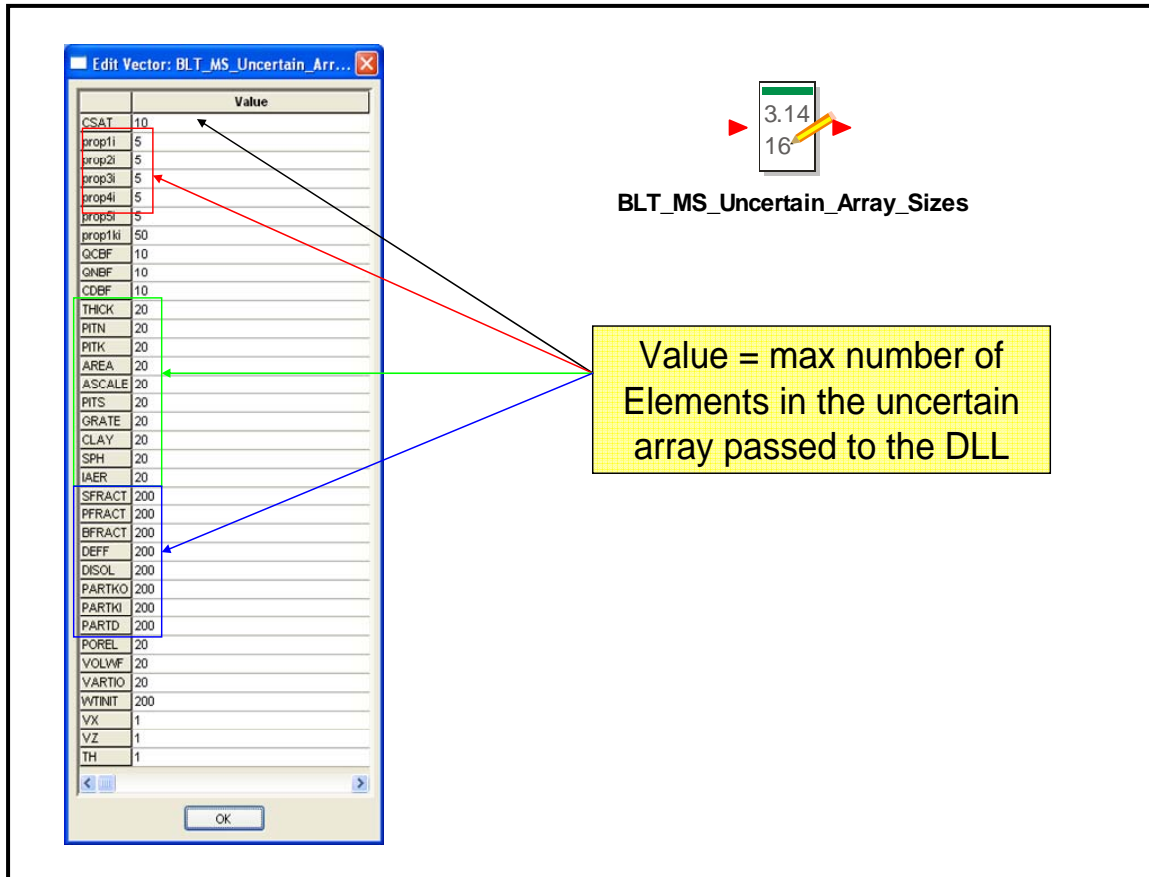 Edit Vector: BLT_MS_Uncertain_Arr...
Value
CSAT 10
prop1i 5
prop2i 5
prop3i 5
prop4i 5
prop5i 5
prop1ki 50
QCBF 10
QNBF 10
CDBF 10
THICK 20
PITN 20
PITK 20
AREA 20
ASCALE 20
PITS 20
GRATE 20
CLAY 20
SPH 20
IAER 20
SFRACT 200
PFRACT 200
BFRACT 200
DEFF 200
DISOL 200
PARTKO 200
PARTKI 200
PARTD 200
POREL 20
VOLWF 20
VARTIO 20
WTINIT 200
VX 1
VZ 1
TH 1
OK
3.14
16
BLT_MS_Uncertain_Array_Sizes
Value = max number of
Elements in the uncertain
array passed to the DLL